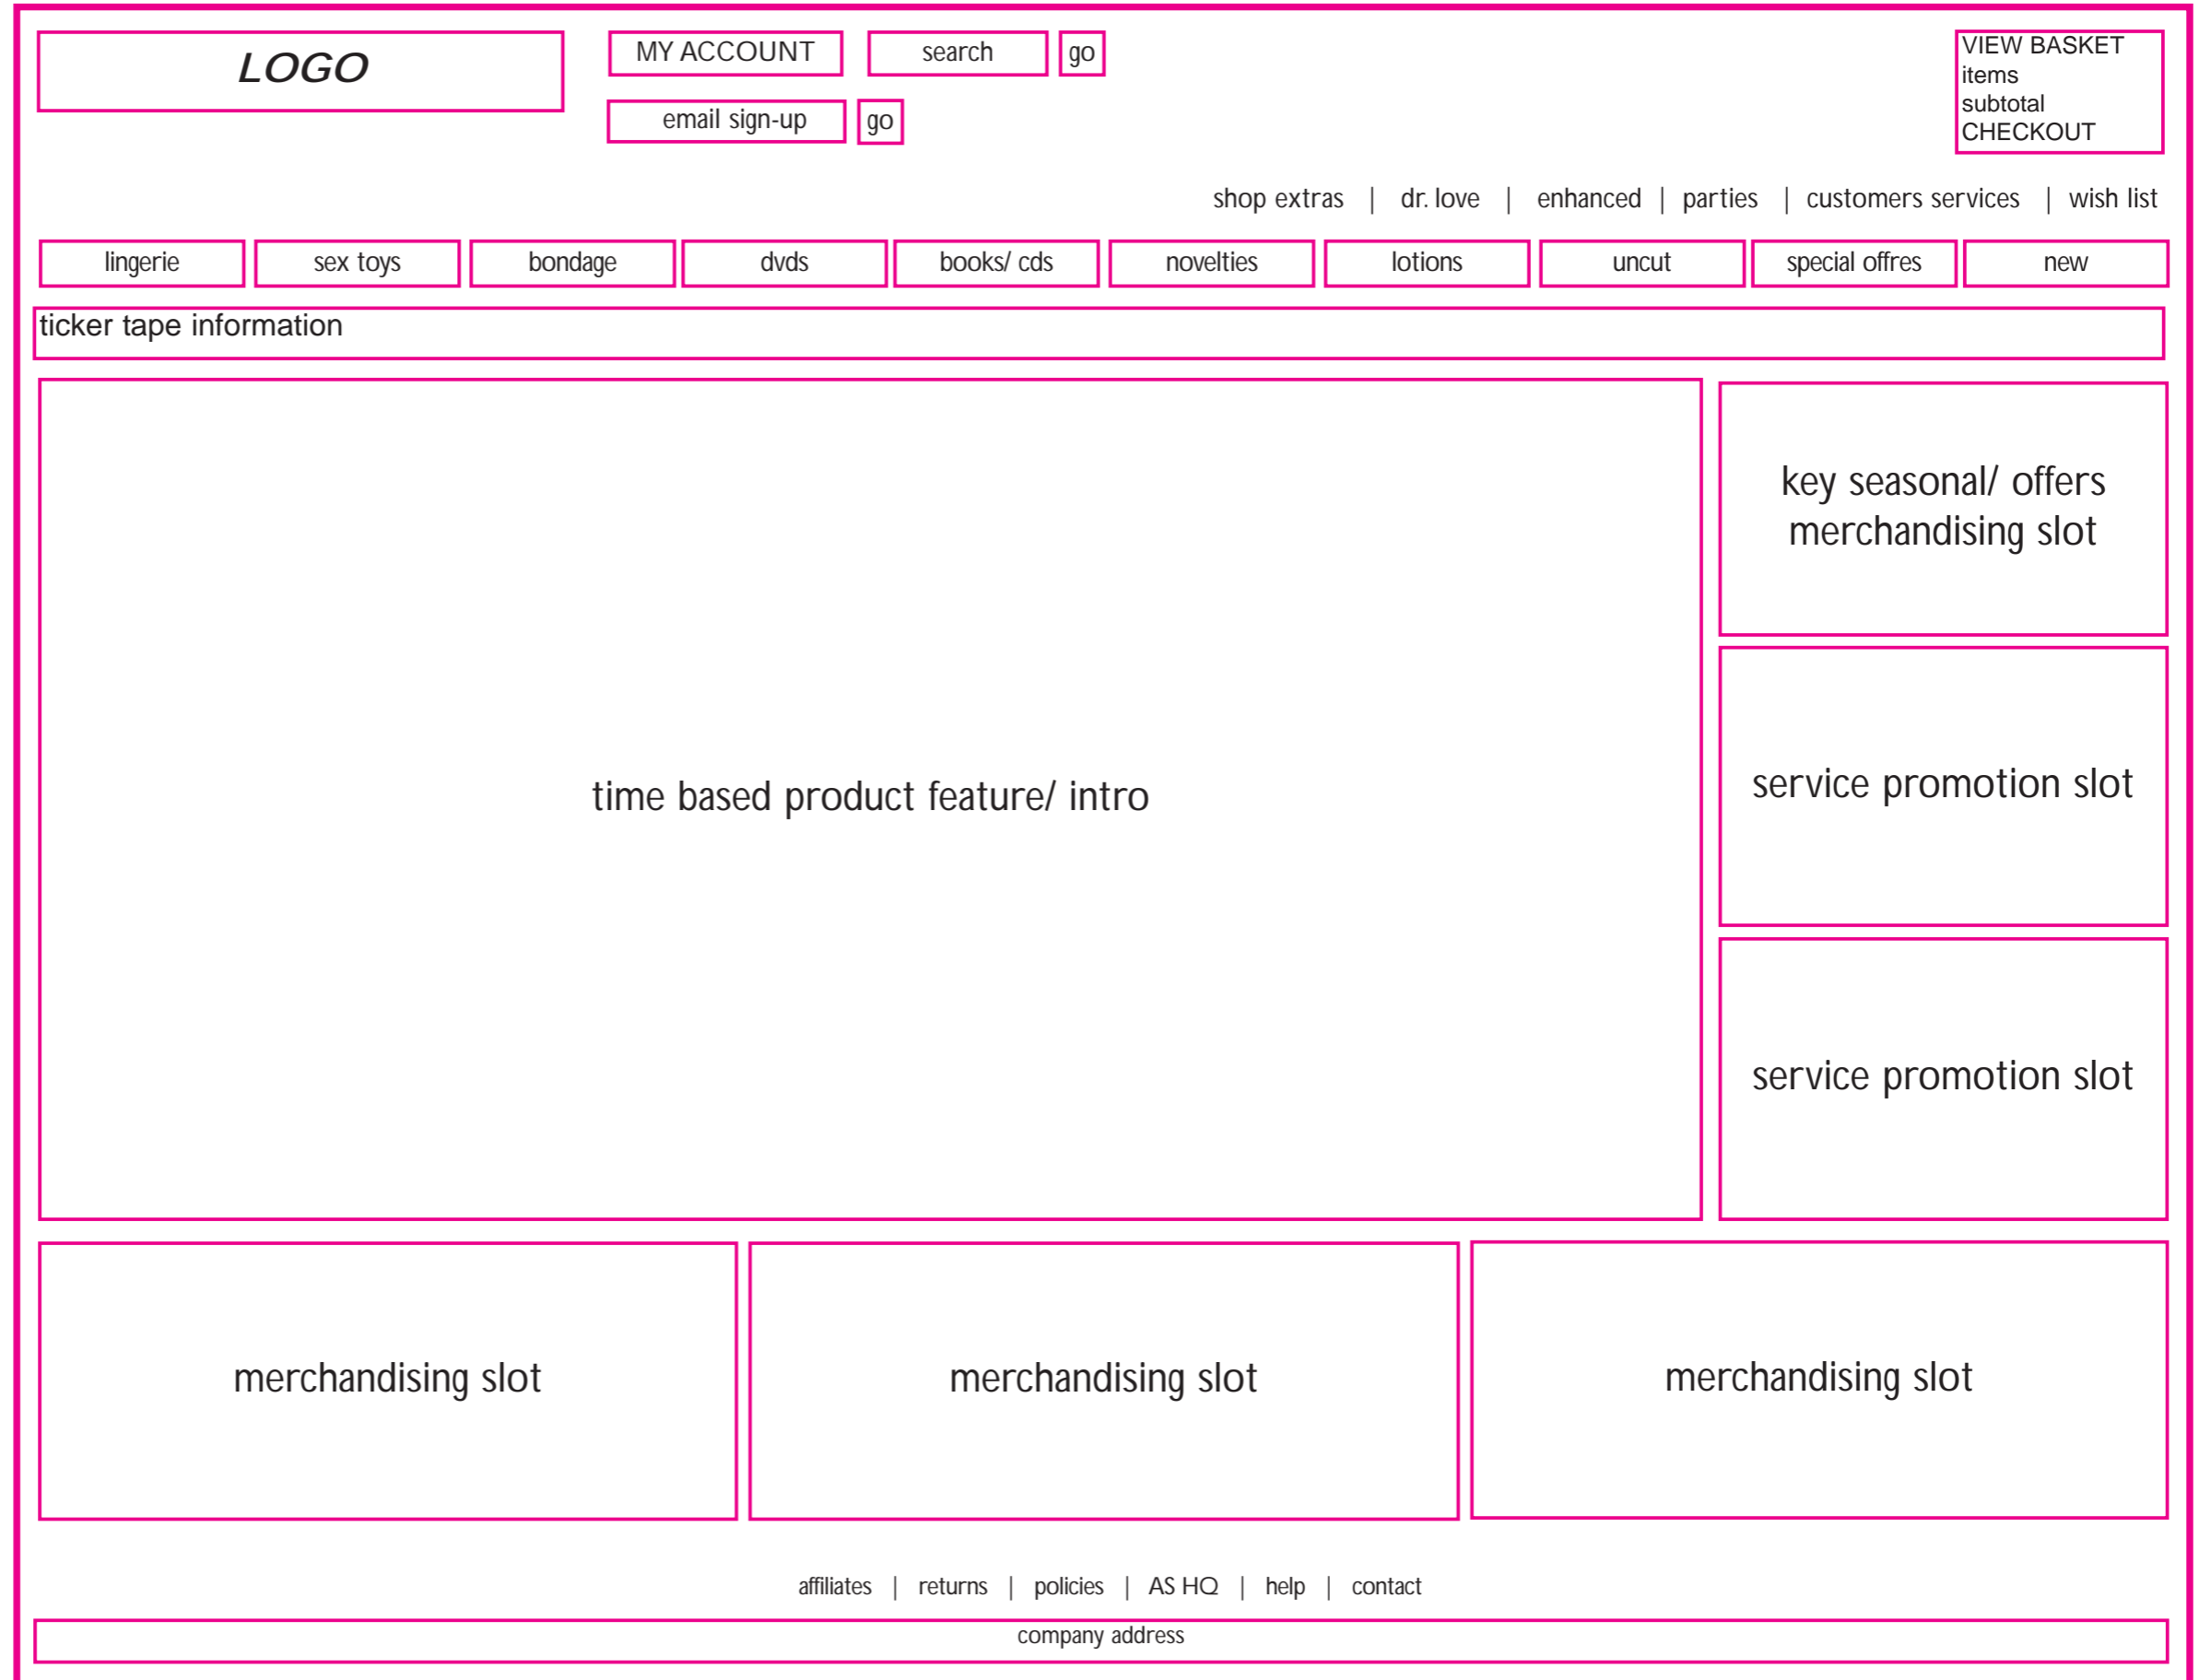 LOGO
MY ACCOUNT
search
go
email sign-up
go
VIEW BASKET
items
subtotal
CHECKOUT
shop extras | dr. love | enhanced | parties | customers services | wish list
lingerie
sex toys
bondage
dvds
books/ cds
novelties
lotions
uncut
special offres
new
ticker tape information
time based product feature/ intro
key seasonal/ offers
merchandising slot
service promotion slot
service promotion slot
merchandising slot
merchandising slot
merchandising slot
affiliates | returns | policies | AS HQ | help | contact
company address